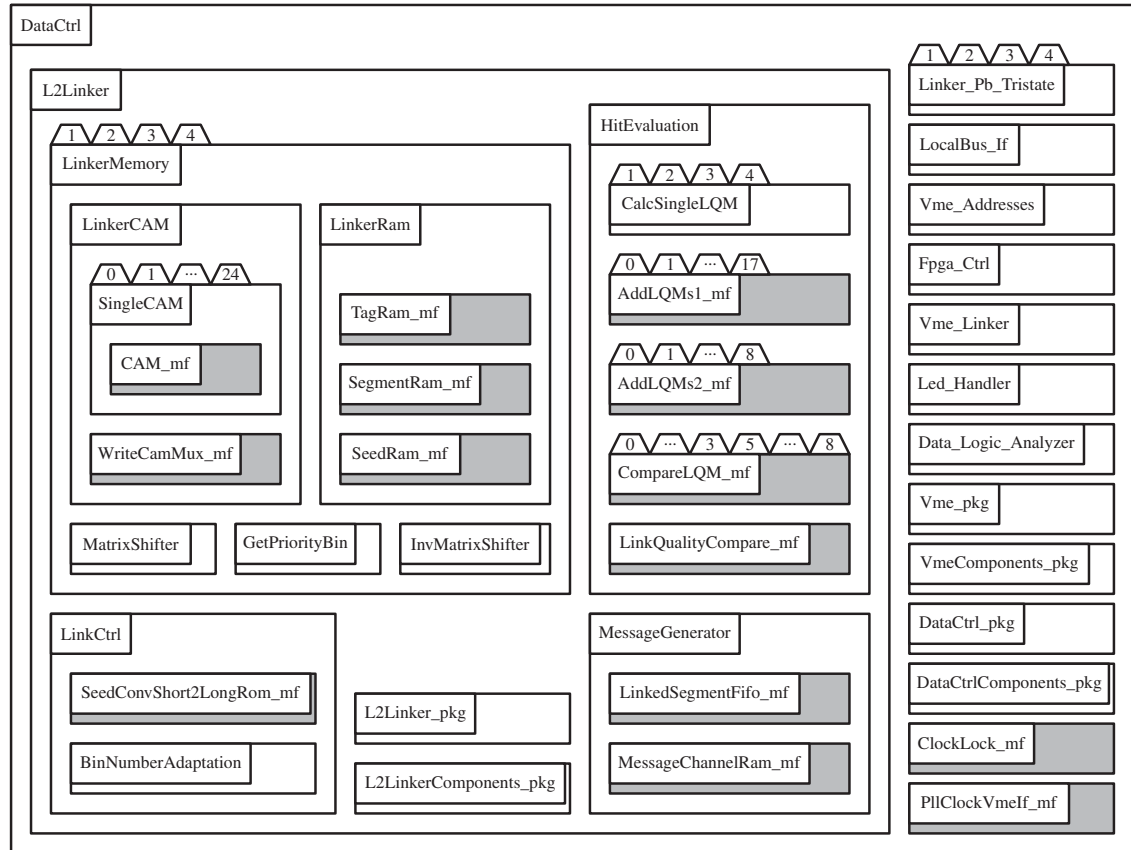 DataCtrl
L2Linker
1 2 3 4
LinkerMemory
LinkerCAM
0 1 ... 24
SingleCAM
CAM_mf
WriteCamMux_mf
LinkerRam
TagRam_mf
SegmentRam_mf
SeedRam_mf
MatrixShifter
GetPriorityBin
InvMatrixShifter
HitEvaluation
1 2 3 4
CalcSingleLQM
0 1 ... 17
AddLQMs1_mf
0 1 ... 8
AddLQMs2_mf
0 ... 3 5 ... 8
CompareLQM_mf
LinkQualityCompare_mf
LinkCtrl
SeedConvShort2LongRom_mf
BinNumberAdaptation
L2Linker_pkg
L2LinkerComponents_pkg
MessageGenerator
LinkedSegmentFifo_mf
MessageChannelRam_mf
1 2 3 4
Linker_Pb_Tristate
LocalBus_If
Vme_Addresses
Fpga_Ctrl
Vme_Linker
Led_Handler
Data_Logic_Analyzer
Vme_pkg
VmeComponents_pkg
DataCtrl_pkg
DataCtrlComponents_pkg
ClockLock_mf
PllClockVmeIf_mf